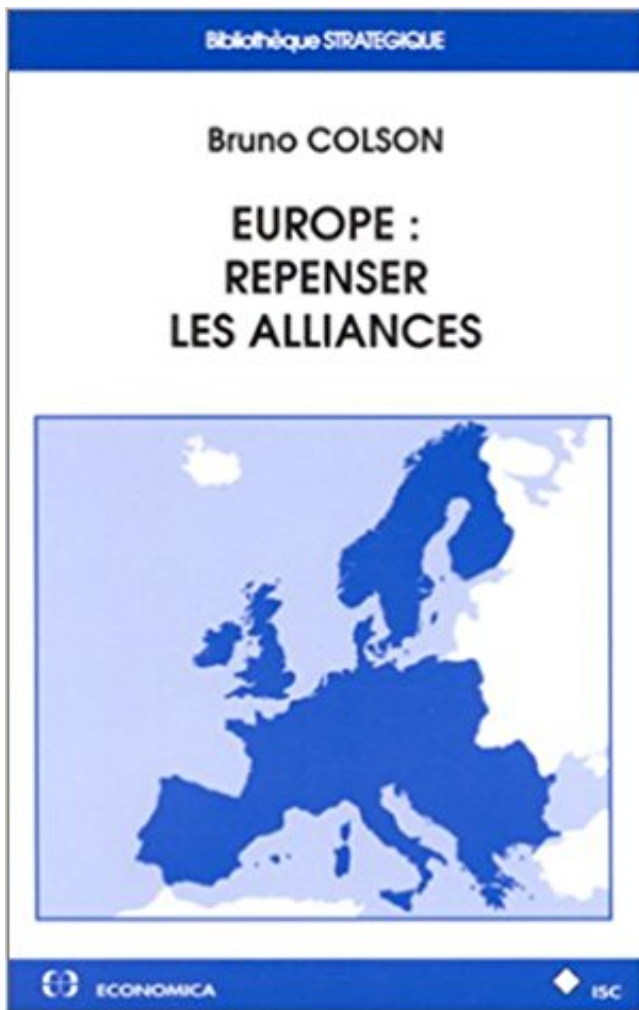 Bibliothèque STRATEGIQUE
Bruno COLSON
EUROPE :
REPENSER
LES ALLIANCES
ECONOMICA
ISC